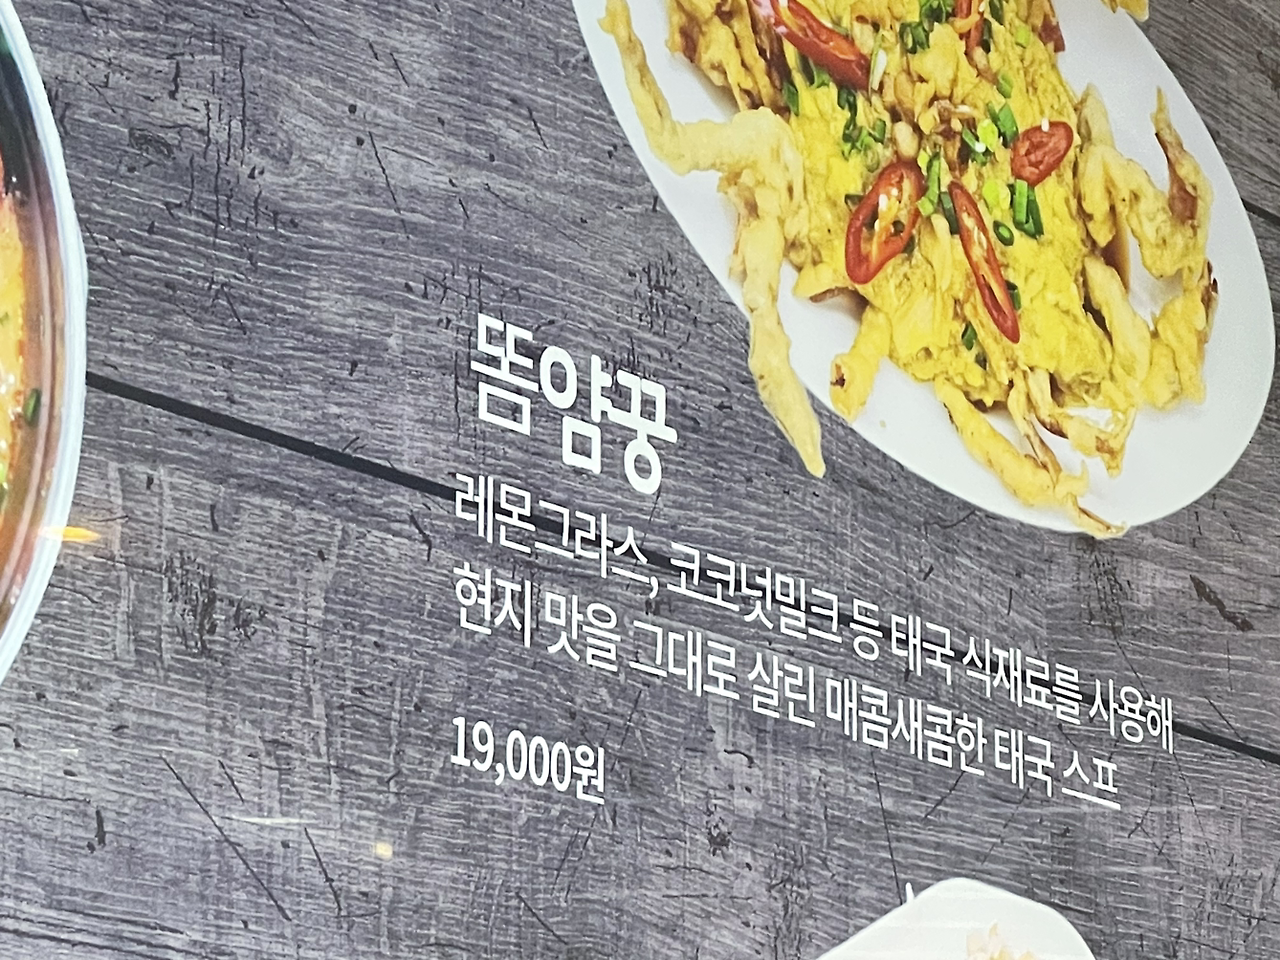 똠얌꿍
레몬그라스, 코코넛밀크 등 태국 식재료를 사용해
현지 맛을 그대로 살린 매콤새콤한 태국 스프
19,000원